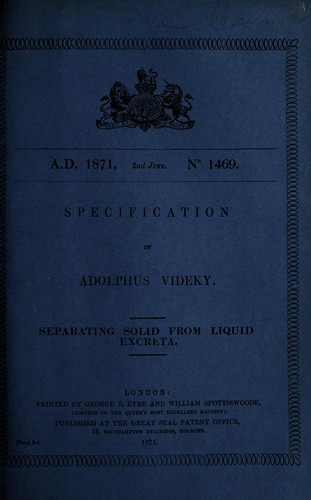 A.D. 1871, 2nd June. Nº 1469.
SPECIFICATION
OF
ADOLPHUS VIDEKY.
SEPARATING SOLID FROM LIQUID
EXCRETA.
LONDON:
PRINTED BY GEORGE E. EYRE AND WILLIAM SPOTTISWOODE,
PRINTERS TO THE QUEEN'S MOST EXCELLENT MAJESTY:
PUBLISHED AT THE GREAT SEAL PATENT OFFICE,
25, SOUTHAMPTON BUILDINGS, HOLBORN.
Price 8d.
1871.